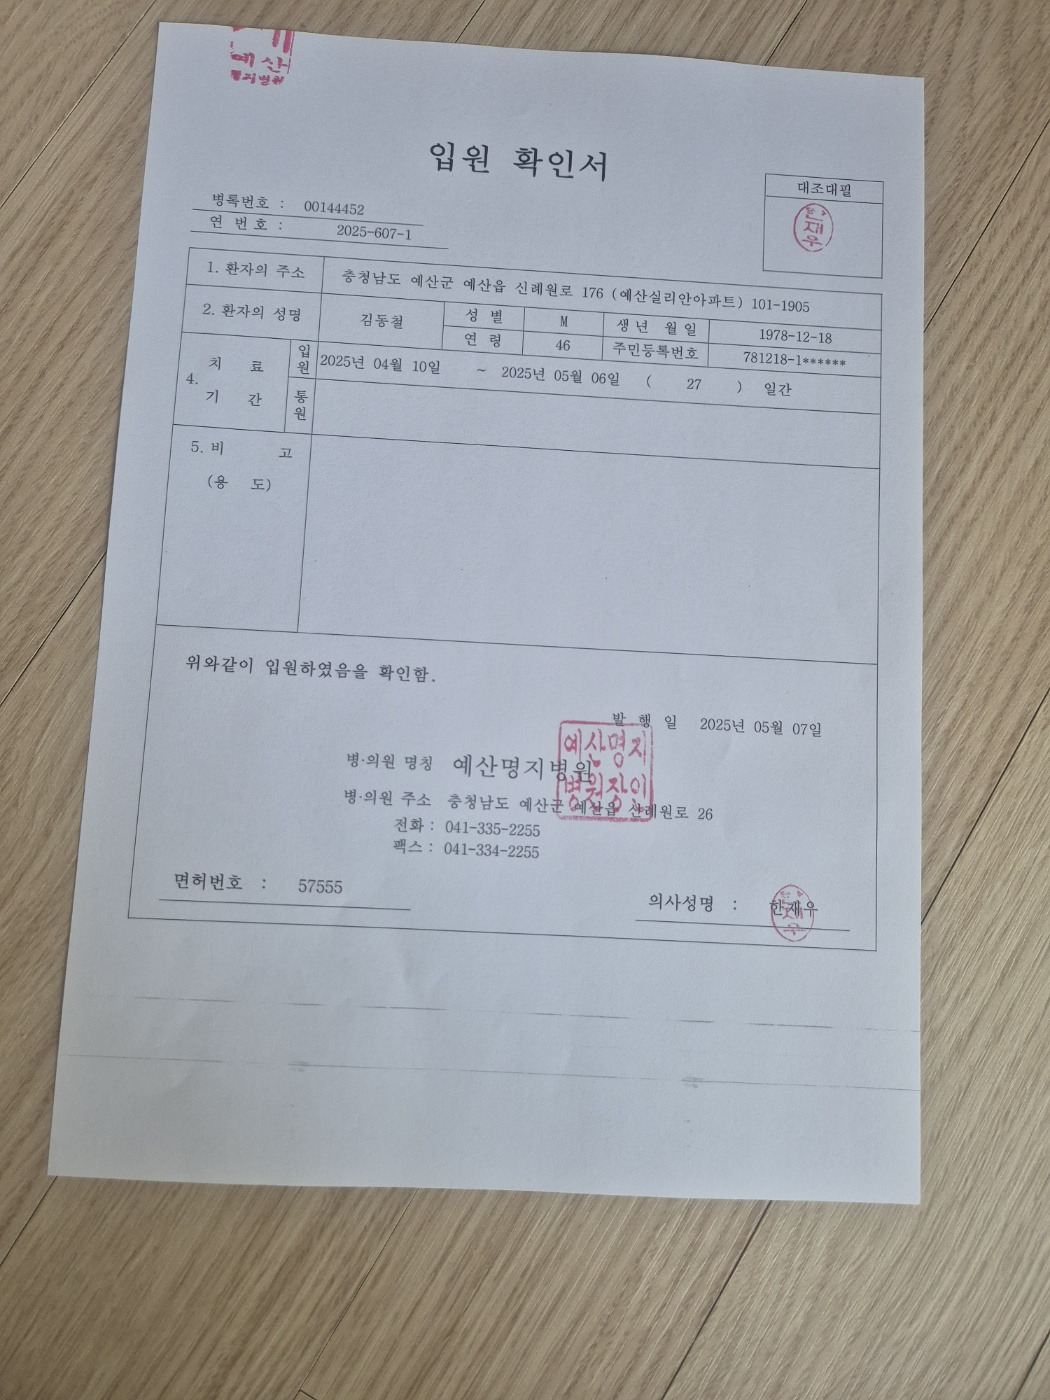 예산
명지병원
입원 확인서
대조대필
한재우
병록번호 : 00144452
연 번호 : 2025-607-1
1. 환자의 주소 충청남도 예산군 예산읍 신례원로 176 (예산실리안아파트) 101-1905
2. 환자의 성명 김동철 성 별 M 생년 월일 1978-12-18
연 령 46 주민등록번호 781218-1******
4. 치 료 기 간 입원 2025년 04월 10일 ~ 2025년 05월 06일 ( 27 ) 일간
통원
5. 비 고
(용 도)
위와같이 입원하였음을 확인함.
발 행 일 2025년 05월 07일
병·의원 명칭 예산명지병원
예산명지
병원장인
병·의원 주소 충청남도 예산군 예산읍 신례원로 26
전화 : 041-335-2255
팩스 : 041-334-2255
면허번호 : 57555
의사성명 : 한재우